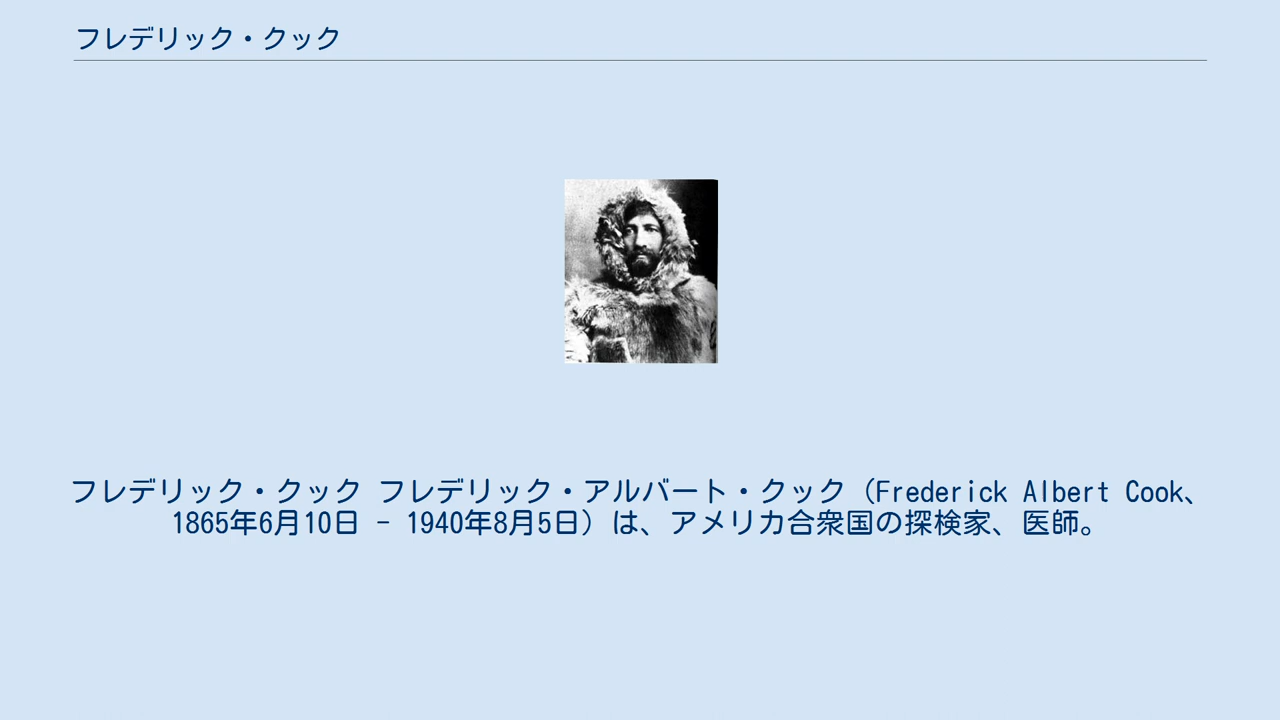 フレデリック・クック
フレデリック・クック フレデリック・アルバート・クック（Frederick Albert Cook、
1865年6月10日 - 1940年8月5日）は、アメリカ合衆国の探検家、医師。